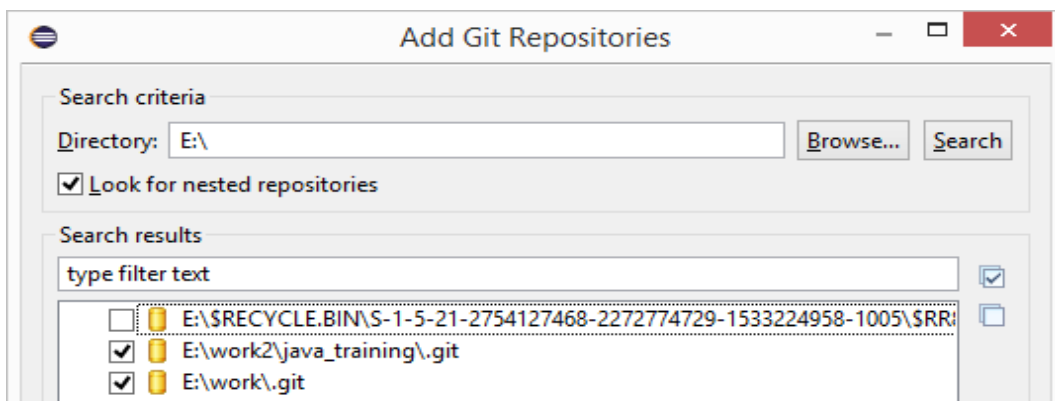 Add Git Repositories
Search criteria
Directory: E:\ Browse... Search
Look for nested repositories
Search results
type filter text
E:\$RECYCLE.BIN\S-1-5-21-2754127468-2272774729-1533224958-1005\$RR
E:\work2\java_training\.git
E:\work\.git